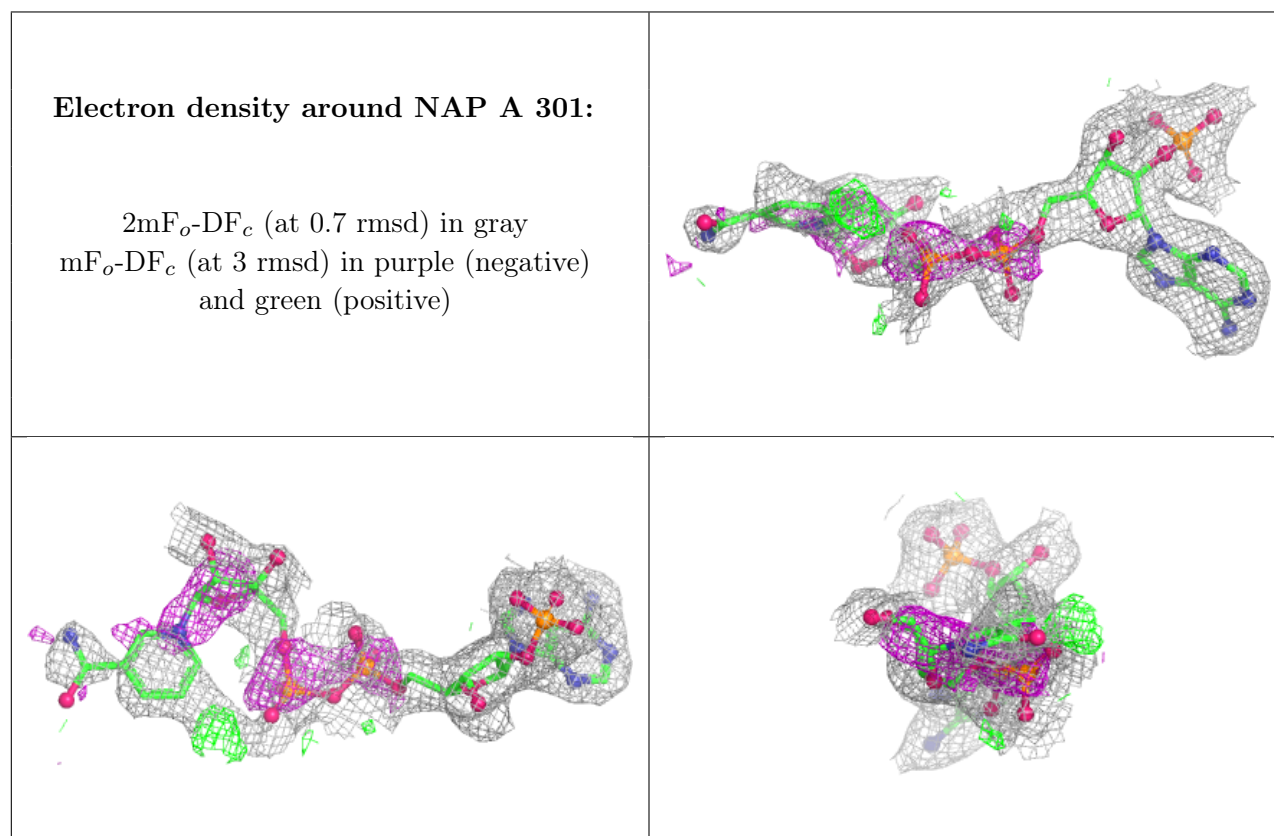 Electron density around NAP A 301:
2mFo-DFc (at 0.7 rmsd) in gray
mFo-DFc (at 3 rmsd) in purple (negative)
and green (positive)